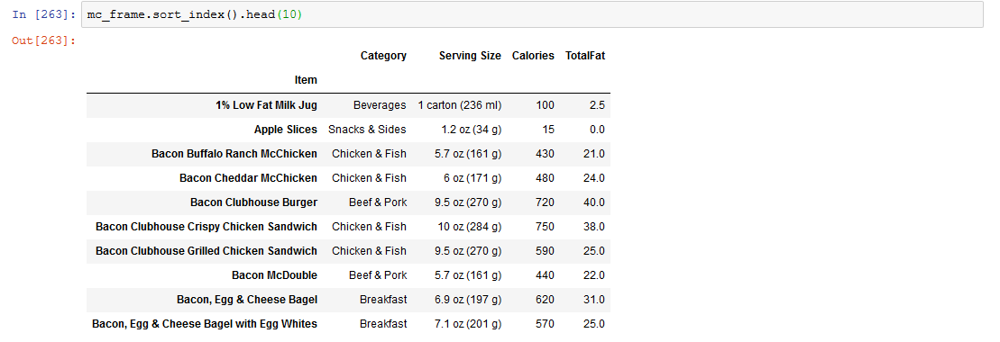 In [263]: mc_frame.sort_index().head(10)
Out[263]:
Category Serving Size Calories TotalFat
Item
1% Low Fat Milk Jug Beverages 1 carton (236 ml) 100 2.5
Apple Slices Snacks & Sides 1.2 oz (34 g) 15 0.0
Bacon Buffalo Ranch McChicken Chicken & Fish 5.7 oz (161 g) 430 21.0
Bacon Cheddar McChicken Chicken & Fish 6 oz (171 g) 480 24.0
Bacon Clubhouse Burger Beef & Pork 9.5 oz (270 g) 720 40.0
Bacon Clubhouse Crispy Chicken Sandwich Chicken & Fish 10 oz (284 g) 750 38.0
Bacon Clubhouse Grilled Chicken Sandwich Chicken & Fish 9.5 oz (270 g) 590 25.0
Bacon McDouble Beef & Pork 5.7 oz (161 g) 440 22.0
Bacon, Egg & Cheese Bagel Breakfast 6.9 oz (197 g) 620 31.0
Bacon, Egg & Cheese Bagel with Egg Whites Breakfast 7.1 oz (201 g) 570 25.0